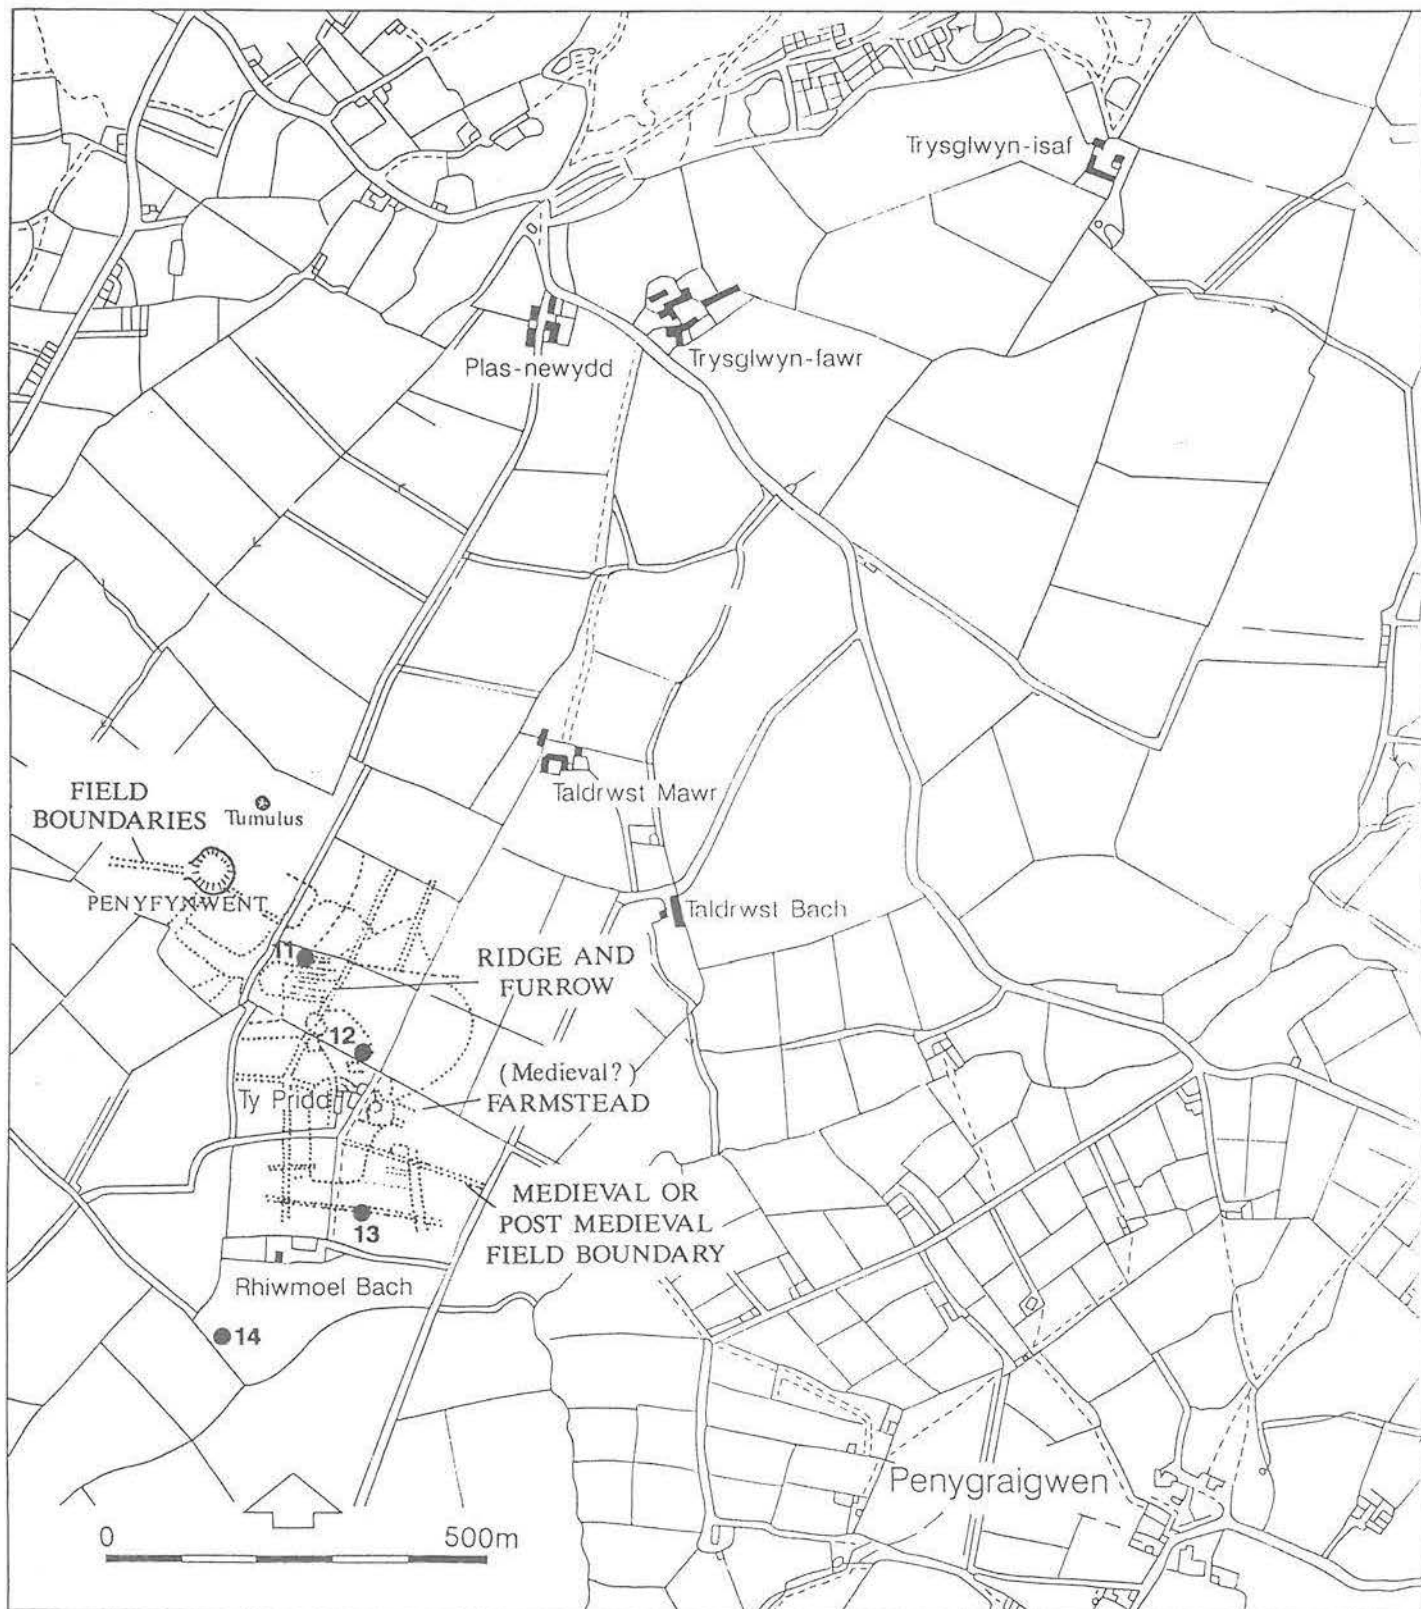 Trysglwyn-isaf
Plas-newydd
Trysglwyn-fawr
Taldrwst Mawr
FIELD
BOUNDARIES
Tumulus
PENYFYNWENT
Taldrwst Bach
11
RIDGE AND
FURROW
12
(Medieval?)
FARMSTEAD
Ty Pridd
MEDIEVAL OR
POST MEDIEVAL
FIELD BOUNDARY
13
Rhiwmoel Bach
14
Penygraigwen
0
500m